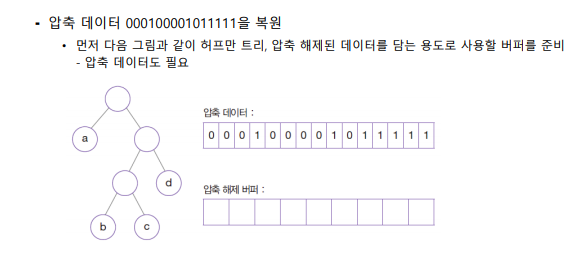 - 압축 데이터 000100001011111을 복원
• 먼저 다음 그림과 같이 허프만 트리, 압축 해제된 데이터를 담는 용도로 사용할 버퍼를 준비
- 압축 데이터도 필요
압축 데이터 :
0 0 0 1 0 0 0 0 1 0 1 1 1 1 1
a
압축 해제 버퍼 :
d
b c